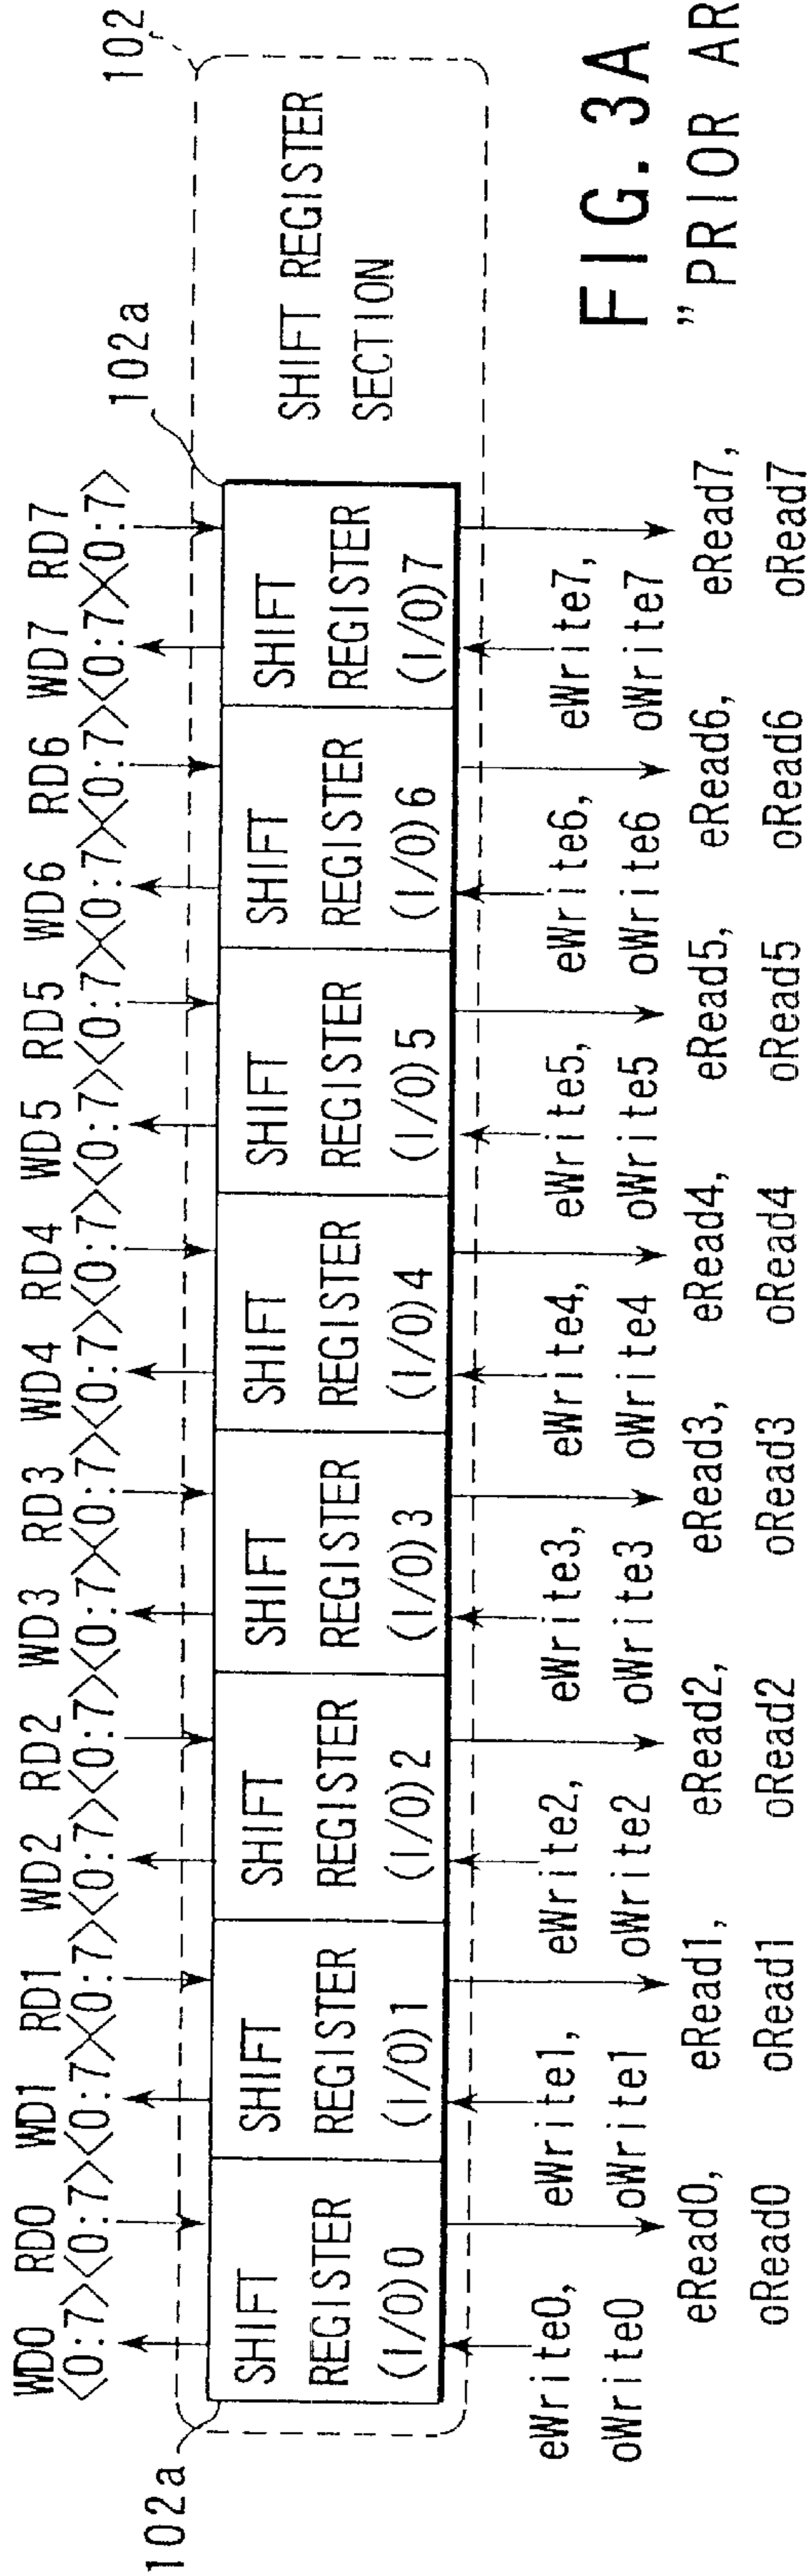 102
WD0 RD0 WD1 RD1 WD2 RD2 WD3 RD3 WD4 RD4 WD5 RD5 WD6 RD6 WD7 RD7
<0:7><0:7><0:7><0:7><0:7><0:7><0:7><0:7><0:7><0:7><0:7><0:7><0:7><0:7><0:7><0:7>
102a
102a
SHIFT REGISTER (I/O)0
SHIFT REGISTER (I/O)1
SHIFT REGISTER (I/O)2
SHIFT REGISTER (I/O)3
SHIFT REGISTER (I/O)4
SHIFT REGISTER (I/O)5
SHIFT REGISTER (I/O)6
SHIFT REGISTER (I/O)7
SHIFT REGISTER
SECTION
eWrite0, eWrite1, eWrite2, eWrite3, eWrite4, eWrite5, eWrite6, eWrite7,
oWrite0 oWrite1 oWrite2 oWrite3 oWrite4 oWrite5 oWrite6 oWrite7
eRead0, eRead1, eRead2, eRead3, eRead4, eRead5, eRead6, eRead7,
oRead0 oRead1 oRead2 oRead3 oRead4 oRead5 oRead6 oRead7
FIG. 3A
"PRIOR AR